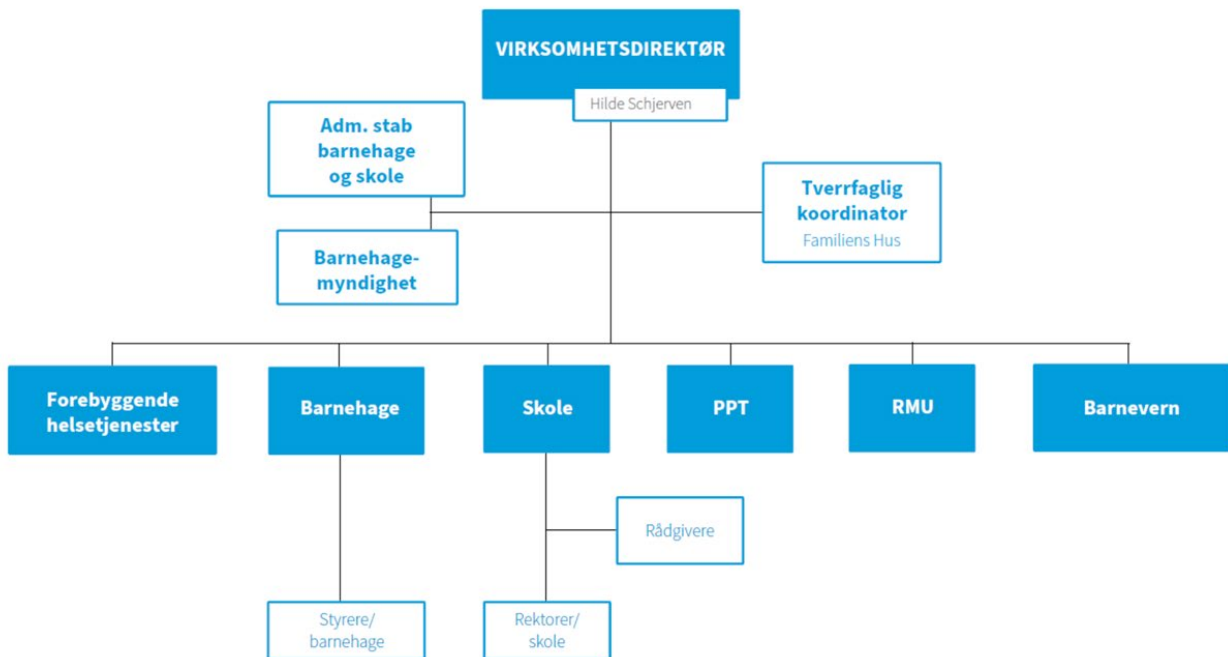 VIRKSOMHETSDIREKTØR
Hilde Schjerven
Adm. stab
barnehage
og skole
Tverrfaglig
koordinator
Familiens Hus
Barnehage-
myndighet
Forebyggende
helsetjenester
Barnehage
Skole
PPT
RMU
Barnevern
Rådgivere
Styrere/
barnehage
Rektorer/
skole